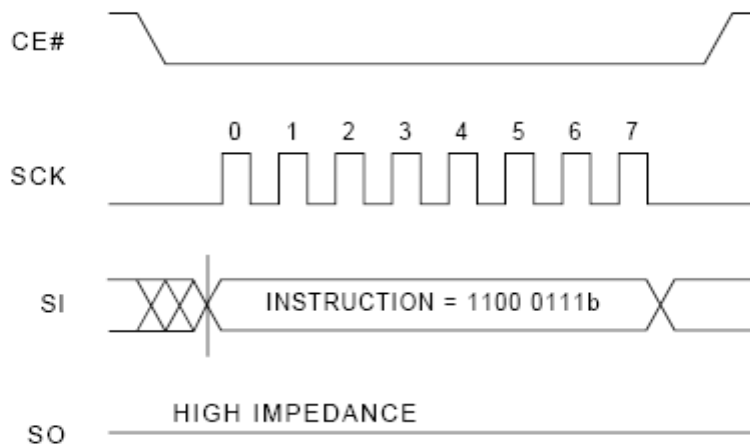 CE#
0 1 2 3 4 5 6 7
SCK
SI INSTRUCTION = 1100 0111b
HIGH IMPEDANCE
SO